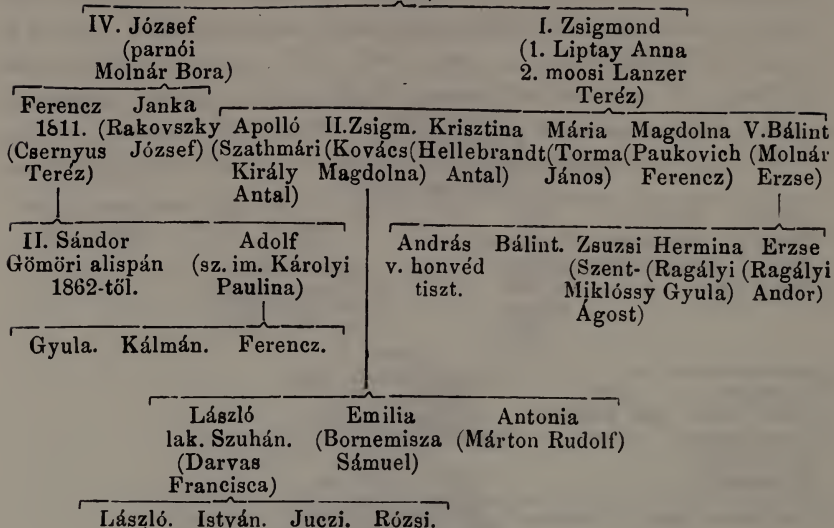 IV. József I. Zsigmond
(parnói (1. Liptay Anna
Molnár Bora) 2. moosi Lanzer
Teréz)
Ferencz Janka
1811. (Rakovszky Apolló II.Zsigm. Krisztina Mária Magdolna V.Bálint
(Csernyus József) (Szathmári (Kovács (Hellebrandt (Torma (Paukovich (Molnár
Teréz) Király Magdolna) Antal) János) Ferencz) Erzse)
Antal)
II. Sándor Adolf András Bálint. Zsuzsi Hermina Erzse
Gömöri alispán (sz. im. Károlyi v. honvéd (Szent- (Ragályi (Ragályi
1862-től. Paulina) tiszt. Miklóssy Gyula) Andor)
Ágost)
Gyula. Kálmán. Ferencz.
László Emilia Antonia
lak. Szuhán. (Bornemisza (Márton Rudolf)
(Darvas Sámuel)
Francisca)
László. István. Juczi. Rózsi.